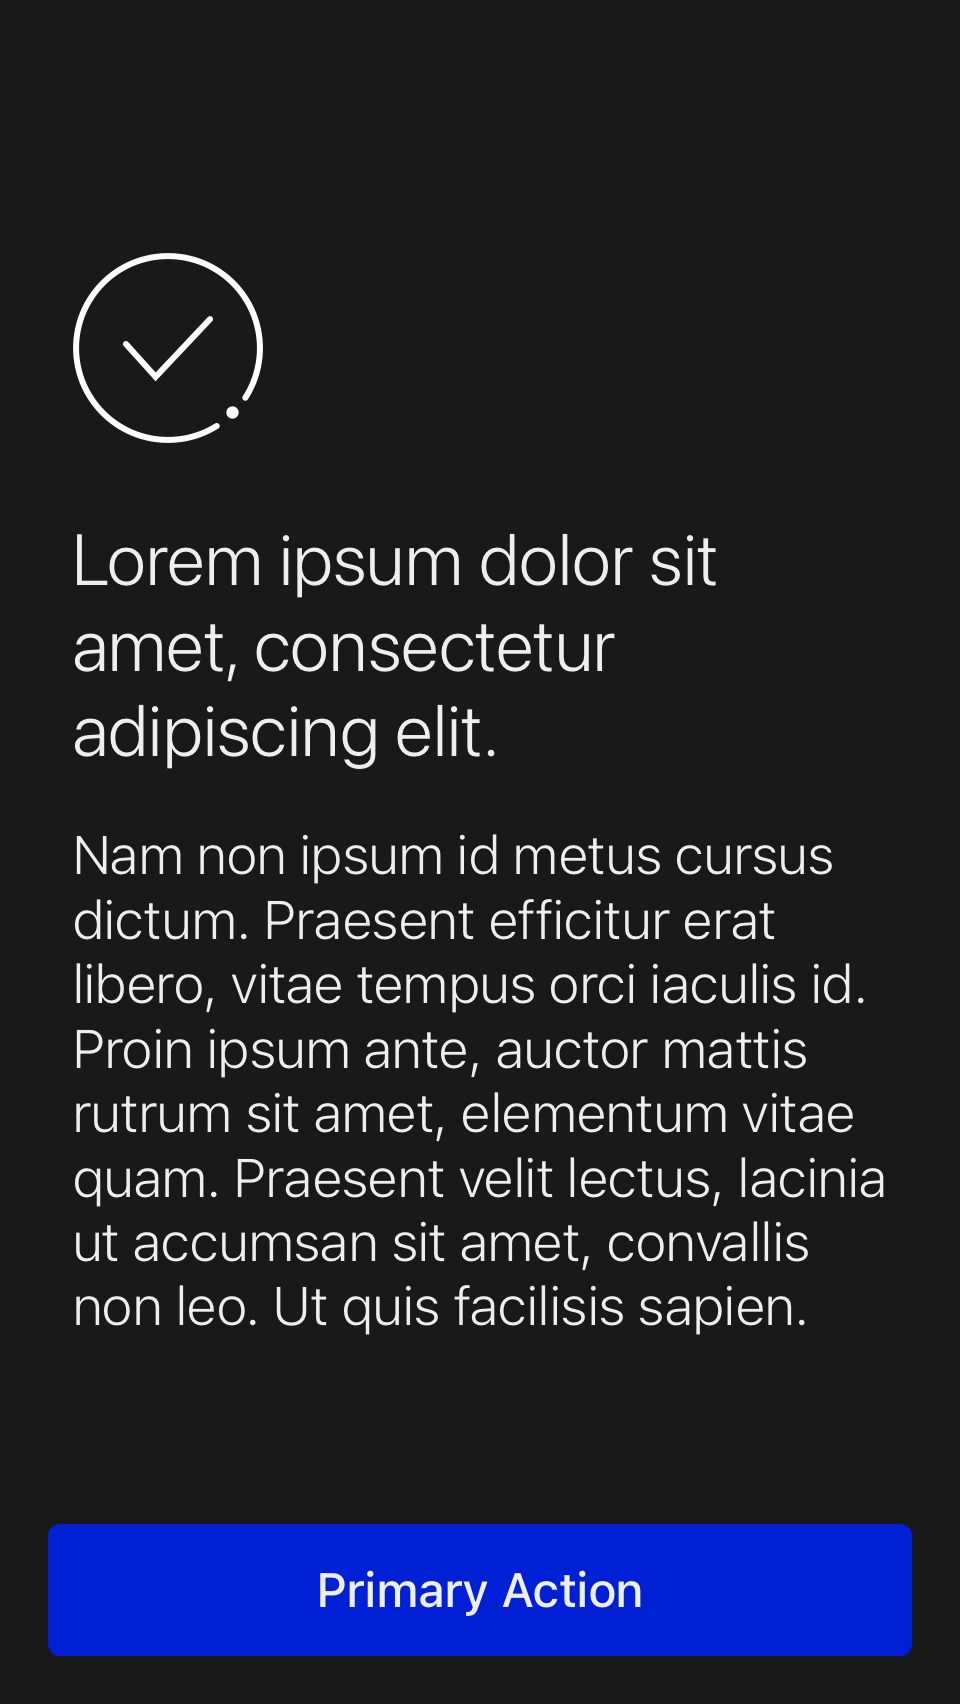 Lorem ipsum dolor sit
amet, consectetur
adipiscing elit.
Nam non ipsum id metus cursus
dictum. Praesent efficitur erat
libero, vitae tempus orci iaculis id.
Proin ipsum ante, auctor mattis
rutrum sit amet, elementum vitae
quam. Praesent velit lectus, lacinia
ut accumsan sit amet, convallis
non leo. Ut quis facilisis sapien.
Primary Action